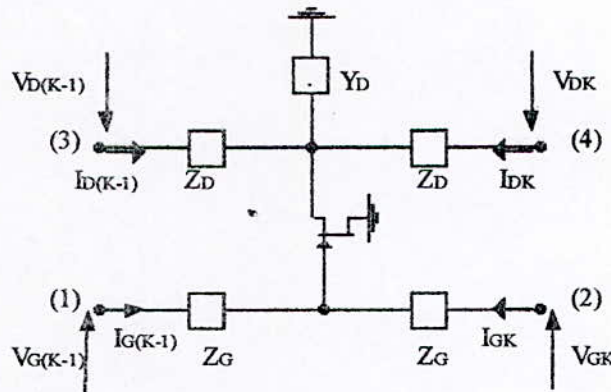 YD
VD(K-1)
VDK
(3)
(4)
ID(K-1)
ZD
ZD
IDK
(1)
(2)
IG(K-1)
IGK
VG(K-1)
ZG
ZG
VGK